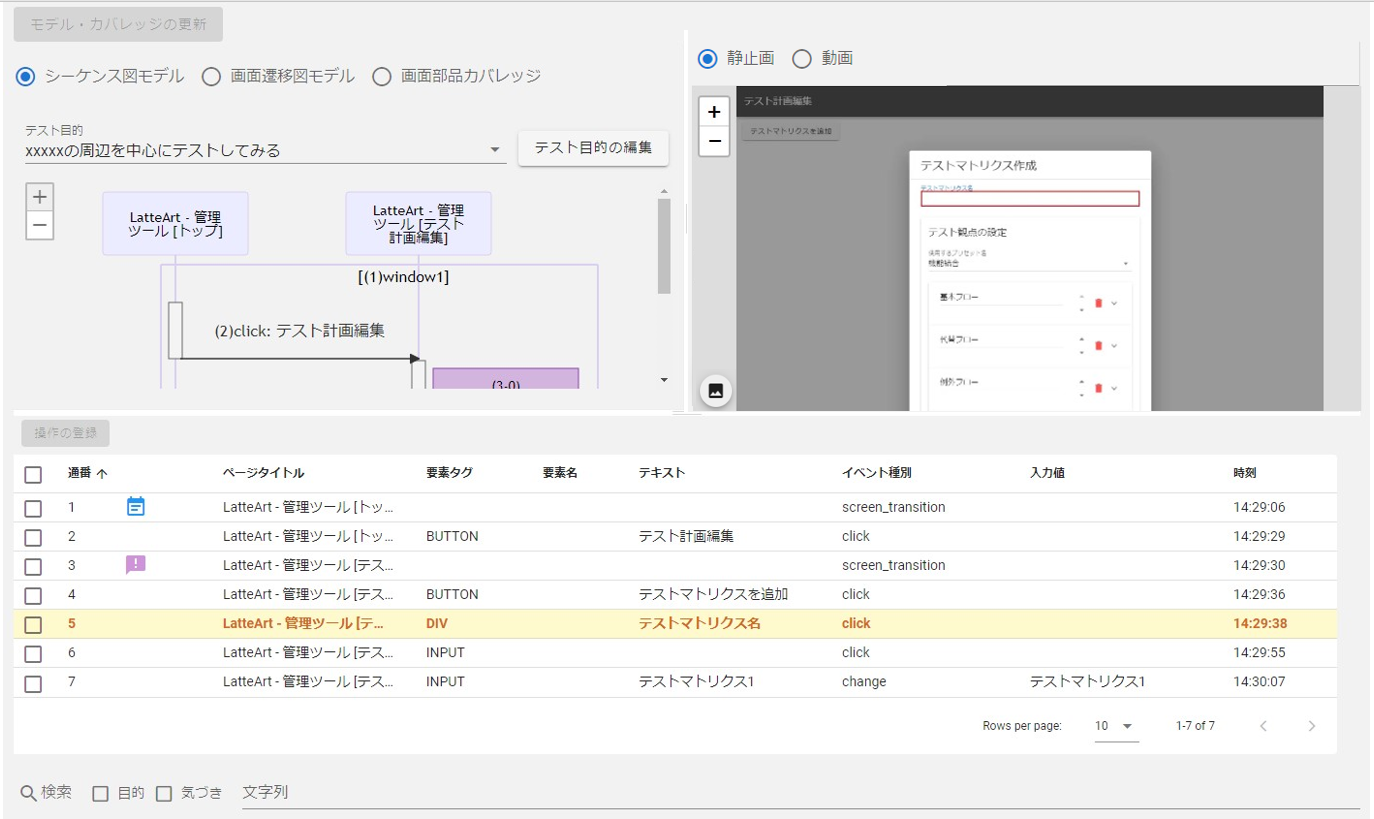 モデル・カバレッジの更新
シーケンス図モデル 画面遷移図モデル 画面部品カバレッジ
テスト目的
xxxxxの周辺を中心にテストしてみる
テスト目的の編集
+
−
LatteArt - 管理
ツール [トップ]
LatteArt - 管理
ツール [テスト
計画編集]
[(1)window1]
(2)click: テスト計画編集
(3-0)
静止画 動画
+
−
テスト計画編集
テストマトリクスを追加
テストマトリクス作成
テストマトリクス名
テスト観点の設定
使用するプリセット名
機能統合
基本フロー
代替フロー
例外フロー
操作の登録
通番 ページタイトル 要素タグ 要素名 テキスト イベント種別 入力値 時刻
1 LatteArt - 管理ツール [トッ... screen_transition 14:29:06
2 LatteArt - 管理ツール [トッ... BUTTON テスト計画編集 click 14:29:29
3 LatteArt - 管理ツール [テス... screen_transition 14:29:30
4 LatteArt - 管理ツール [テス... BUTTON テストマトリクスを追加 click 14:29:36
5 LatteArt - 管理ツール [テ... DIV テストマトリクス名 click 14:29:38
6 LatteArt - 管理ツール [テス... INPUT click 14:29:55
7 LatteArt - 管理ツール [テス... INPUT テストマトリクス1 change テストマトリクス1 14:30:07
Rows per page: 10 1-7 of 7
検索 目的 気づき 文字列